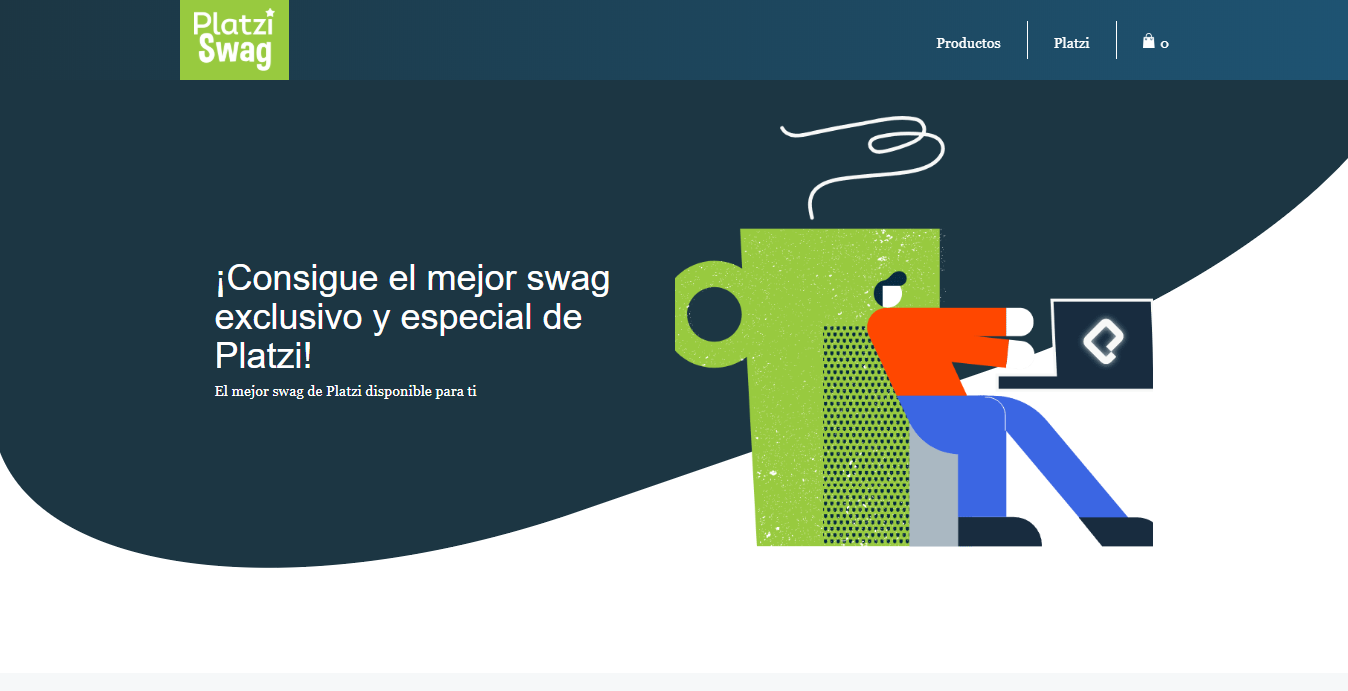 Platzi
Swag
Productos
Platzi
0
¡Consigue el mejor swag
exclusivo y especial de
Platzi!
El mejor swag de Platzi disponible para ti